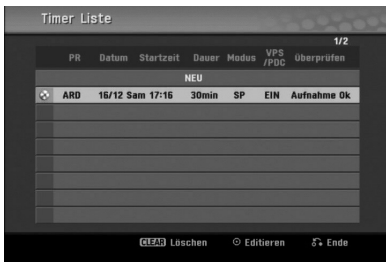 Timer Liste
1/2
PR Datum Startzeit Dauer Modus VPS /PDC überprüfen
NEU
ARD 16/12 Sam 17:16 30min SP EIN Aufnahme Ok
CLEAR Löschen ⊙ Editieren Ende